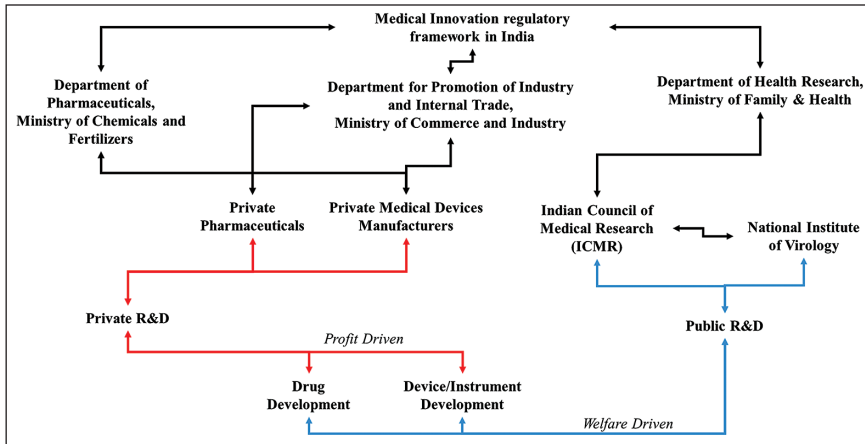 Medical Innovation regulatory
framework in India
Department of
Pharmaceuticals,
Ministry of Chemicals and
Fertilizers
Department for Promotion of Industry
and Internal Trade,
Ministry of Commerce and Industry
Department of Health Research,
Ministry of Family & Health
Private
Pharmaceuticals
Private Medical Devices
Manufacturers
Indian Council of
Medical Research
(ICMR)
National Institute
of Virology
Private R&D
Public R&D
Profit Driven
Drug
Development
Device/Instrument
Development
Welfare Driven